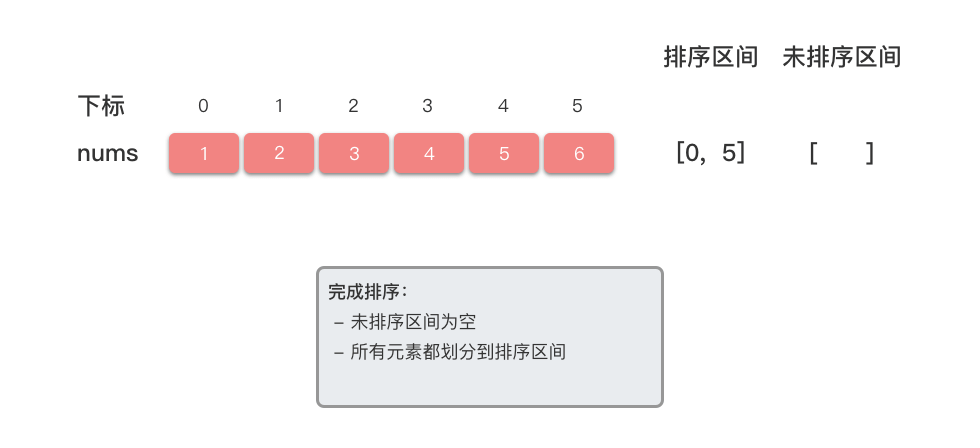 排序区间 未排序区间
下标 0 1 2 3 4 5
nums 1 2 3 4 5 6 [0, 5] [ ]
完成排序：
- 未排序区间为空
- 所有元素都划分到排序区间